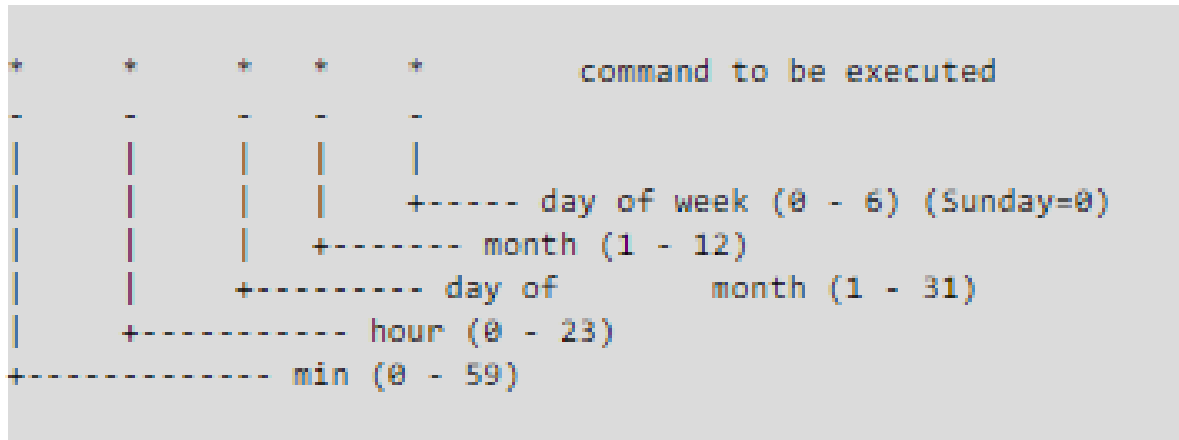 * * * * * command to be executed
- - - - -
| | | | |
| | | | +----- day of week (0 - 6) (Sunday=0)
| | | +------- month (1 - 12)
| | +--------- day of month (1 - 31)
| +----------- hour (0 - 23)
+------------- min (0 - 59)